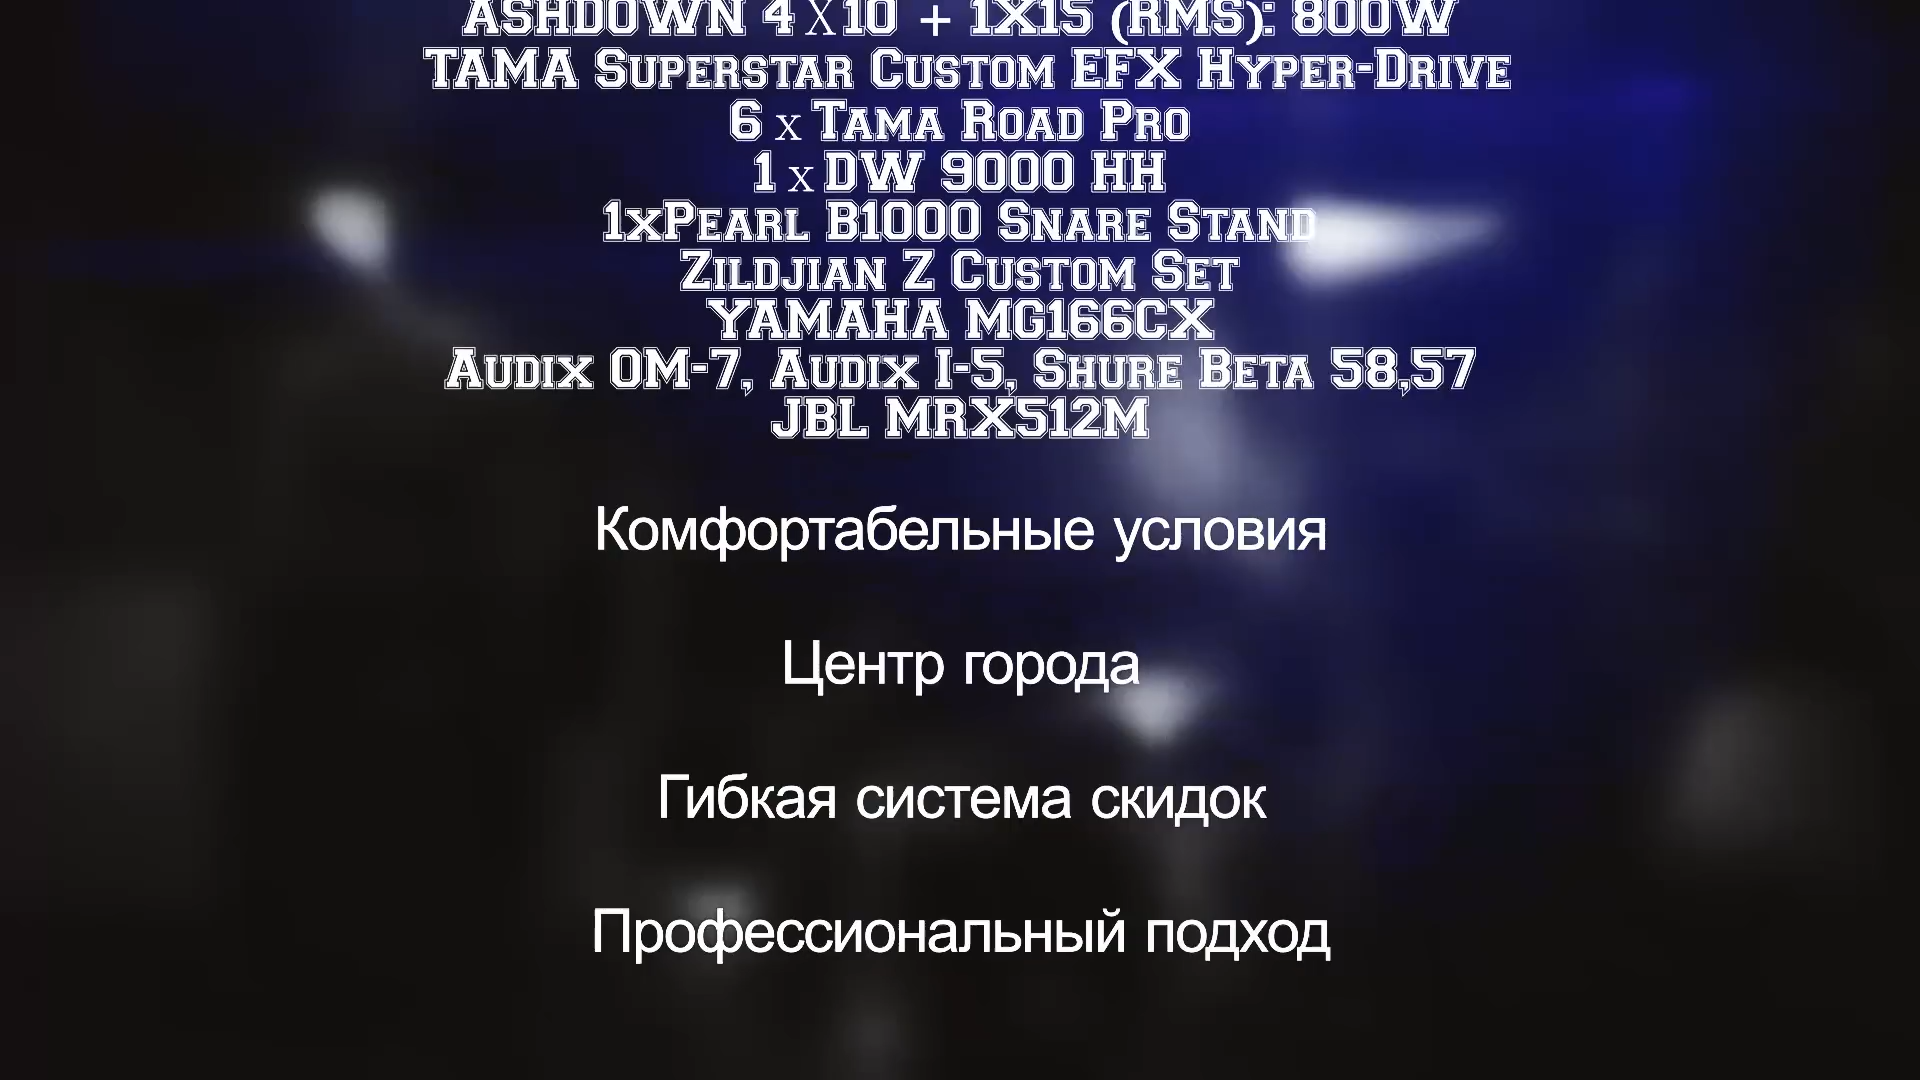 ASHDOWN 4X10 + 1X15 (RMS): 800W
TAMA Superstar Custom EFX Hyper-Drive
6 x Tama Road Pro
1 x DW 9000 HH
1xPearl B1000 Snare Stand
Zildjian Z Custom Set
YAMAHA MG166CX
Audix OM-7, Audix I-5, Shure Beta 58,57
JBL MRX512M
Комфортабельные условия
Центр города
Гибкая система скидок
Профессиональный подход